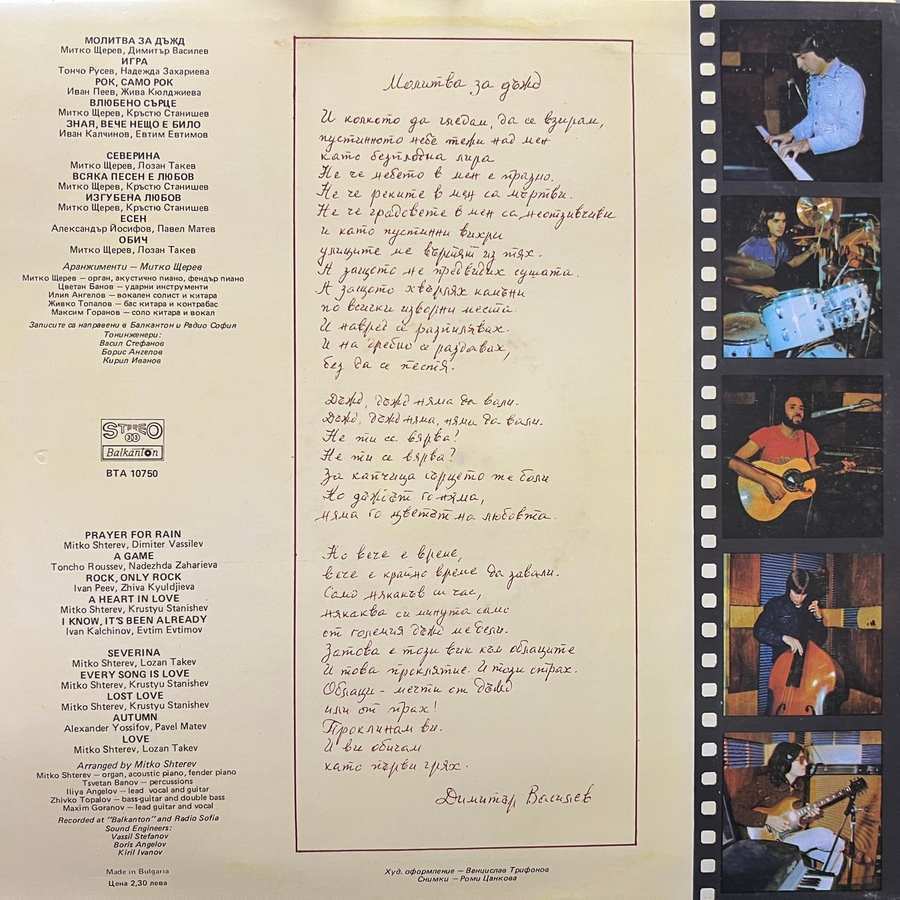 МОЛИТВА ЗА ДЪЖД
Митко Щерев, Димитър Василев
ИГРА
Тончо Русев, Надежда Захариева
РОК, САМО РОК
Иван Пеев, Жива Кюлджиева
ВЛЮБЕНО СЪРЦЕ
Митко Щерев, Кръстю Станишев
ЗНАЯ, ВЕЧЕ НЕЩО Е БИЛО
Иван Калчинов, Евтим Евтимов
СЕВЕРИНА
Митко Щерев, Лозан Такев
ВСЯКА ПЕСЕН Е ЛЮБОВ
Митко Щерев, Кръстю Станишев
ИЗГУБЕНА ЛЮБОВ
Митко Щерев, Кръстю Станишев
ЕСЕН
Александър Йосифов, Павел Матев
ОБИЧ
Митко Щерев, Лозан Такев
Аранжименти — Митко Щерев
Митко Щерев — орган, акустично пиано, фендър пиано
Цветан Банов — ударни инструменти
Илия Ангелов — вокален солист и китара
Живко Топалов — бас китара и контрабас
Максим Горанов — соло китара и вокал
Записите са направени в Балкантон и Радио София
Тонинженери:
Васил Стефанов
Борис Ангелов
Кирил Иванов
STEREO
33
Balkanton
ВТА 10750
PRAYER FOR RAIN
Mitko Shterev, Dimiter Vassilev
A GAME
Toncho Roussev, Nadezhda Zaharieva
ROCK, ONLY ROCK
Ivan Peev, Zhiva Kyuldjieva
A HEART IN LOVE
Mitko Shterev, Krustyu Stanishev
I KNOW, IT'S BEEN ALREADY
Ivan Kalchinov, Evtim Evtimov
SEVERINA
Mitko Shterev, Lozan Takev
EVERY SONG IS LOVE
Mitko Shterev, Krustyu Stanishev
LOST LOVE
Mitko Shterev, Krustyu Stanishev
AUTUMN
Alexander Yossifov, Pavel Matev
LOVE
Mitko Shterev, Lozan Takev
Arranged by Mitko Shterev
Mitko Shterev — organ, acoustic piano, fender piano
Tsvetan Banov — percussions
Iliya Angelov — lead vocal and guitar
Zhivko Topalov — bass-guitar and double bass
Maxim Goranov — lead guitar and vocal
Recorded at "Balkanton" and Radio Sofia
Sound Engineers:
Vassil Stefanov
Boris Angelov
Kiril Ivanov
Made in Bulgaria
Цена 2,30 лева
Молитва за дъжд
И колкото да гледам, да се взирам,
пустинното небе тежи над мен
като безтръбна лира
Не че небето в мен е празно.
Не че реките в мен са мъртви.
Не че градовете в мен са неотзивчиви
и като пустинни вихри
улиците ме въртят из тях.
А защото не предвидих сушата.
А защото хвърлях камъни
по всички изворни места.
И навред се разпилявах.
И на дребно се раздавах,
без да се пестя.
Дъжд, дъжд няма да вали.
Дъжд, дъжд няма, няма да вали.
Не ти се вярва?
Не ти се вярва?
За капчица сърцето ме боли
Но дъждът го няма,
няма го цветът на любовта.
Но вече е време,
вече е крайно време да завали.
Само някакъв си час,
някаква си минута само
от големия дъжд ме дели.
Затова е този вик към облаците
И това проклятие. И този страх.
Облаци - мечти от дъжд
или от прах!
Проклинам ви.
И ви обичам
като първи грях.
Димитър Василев
Худ. оформление — Венцислав Трифонов
Снимки — Роми Цанкова